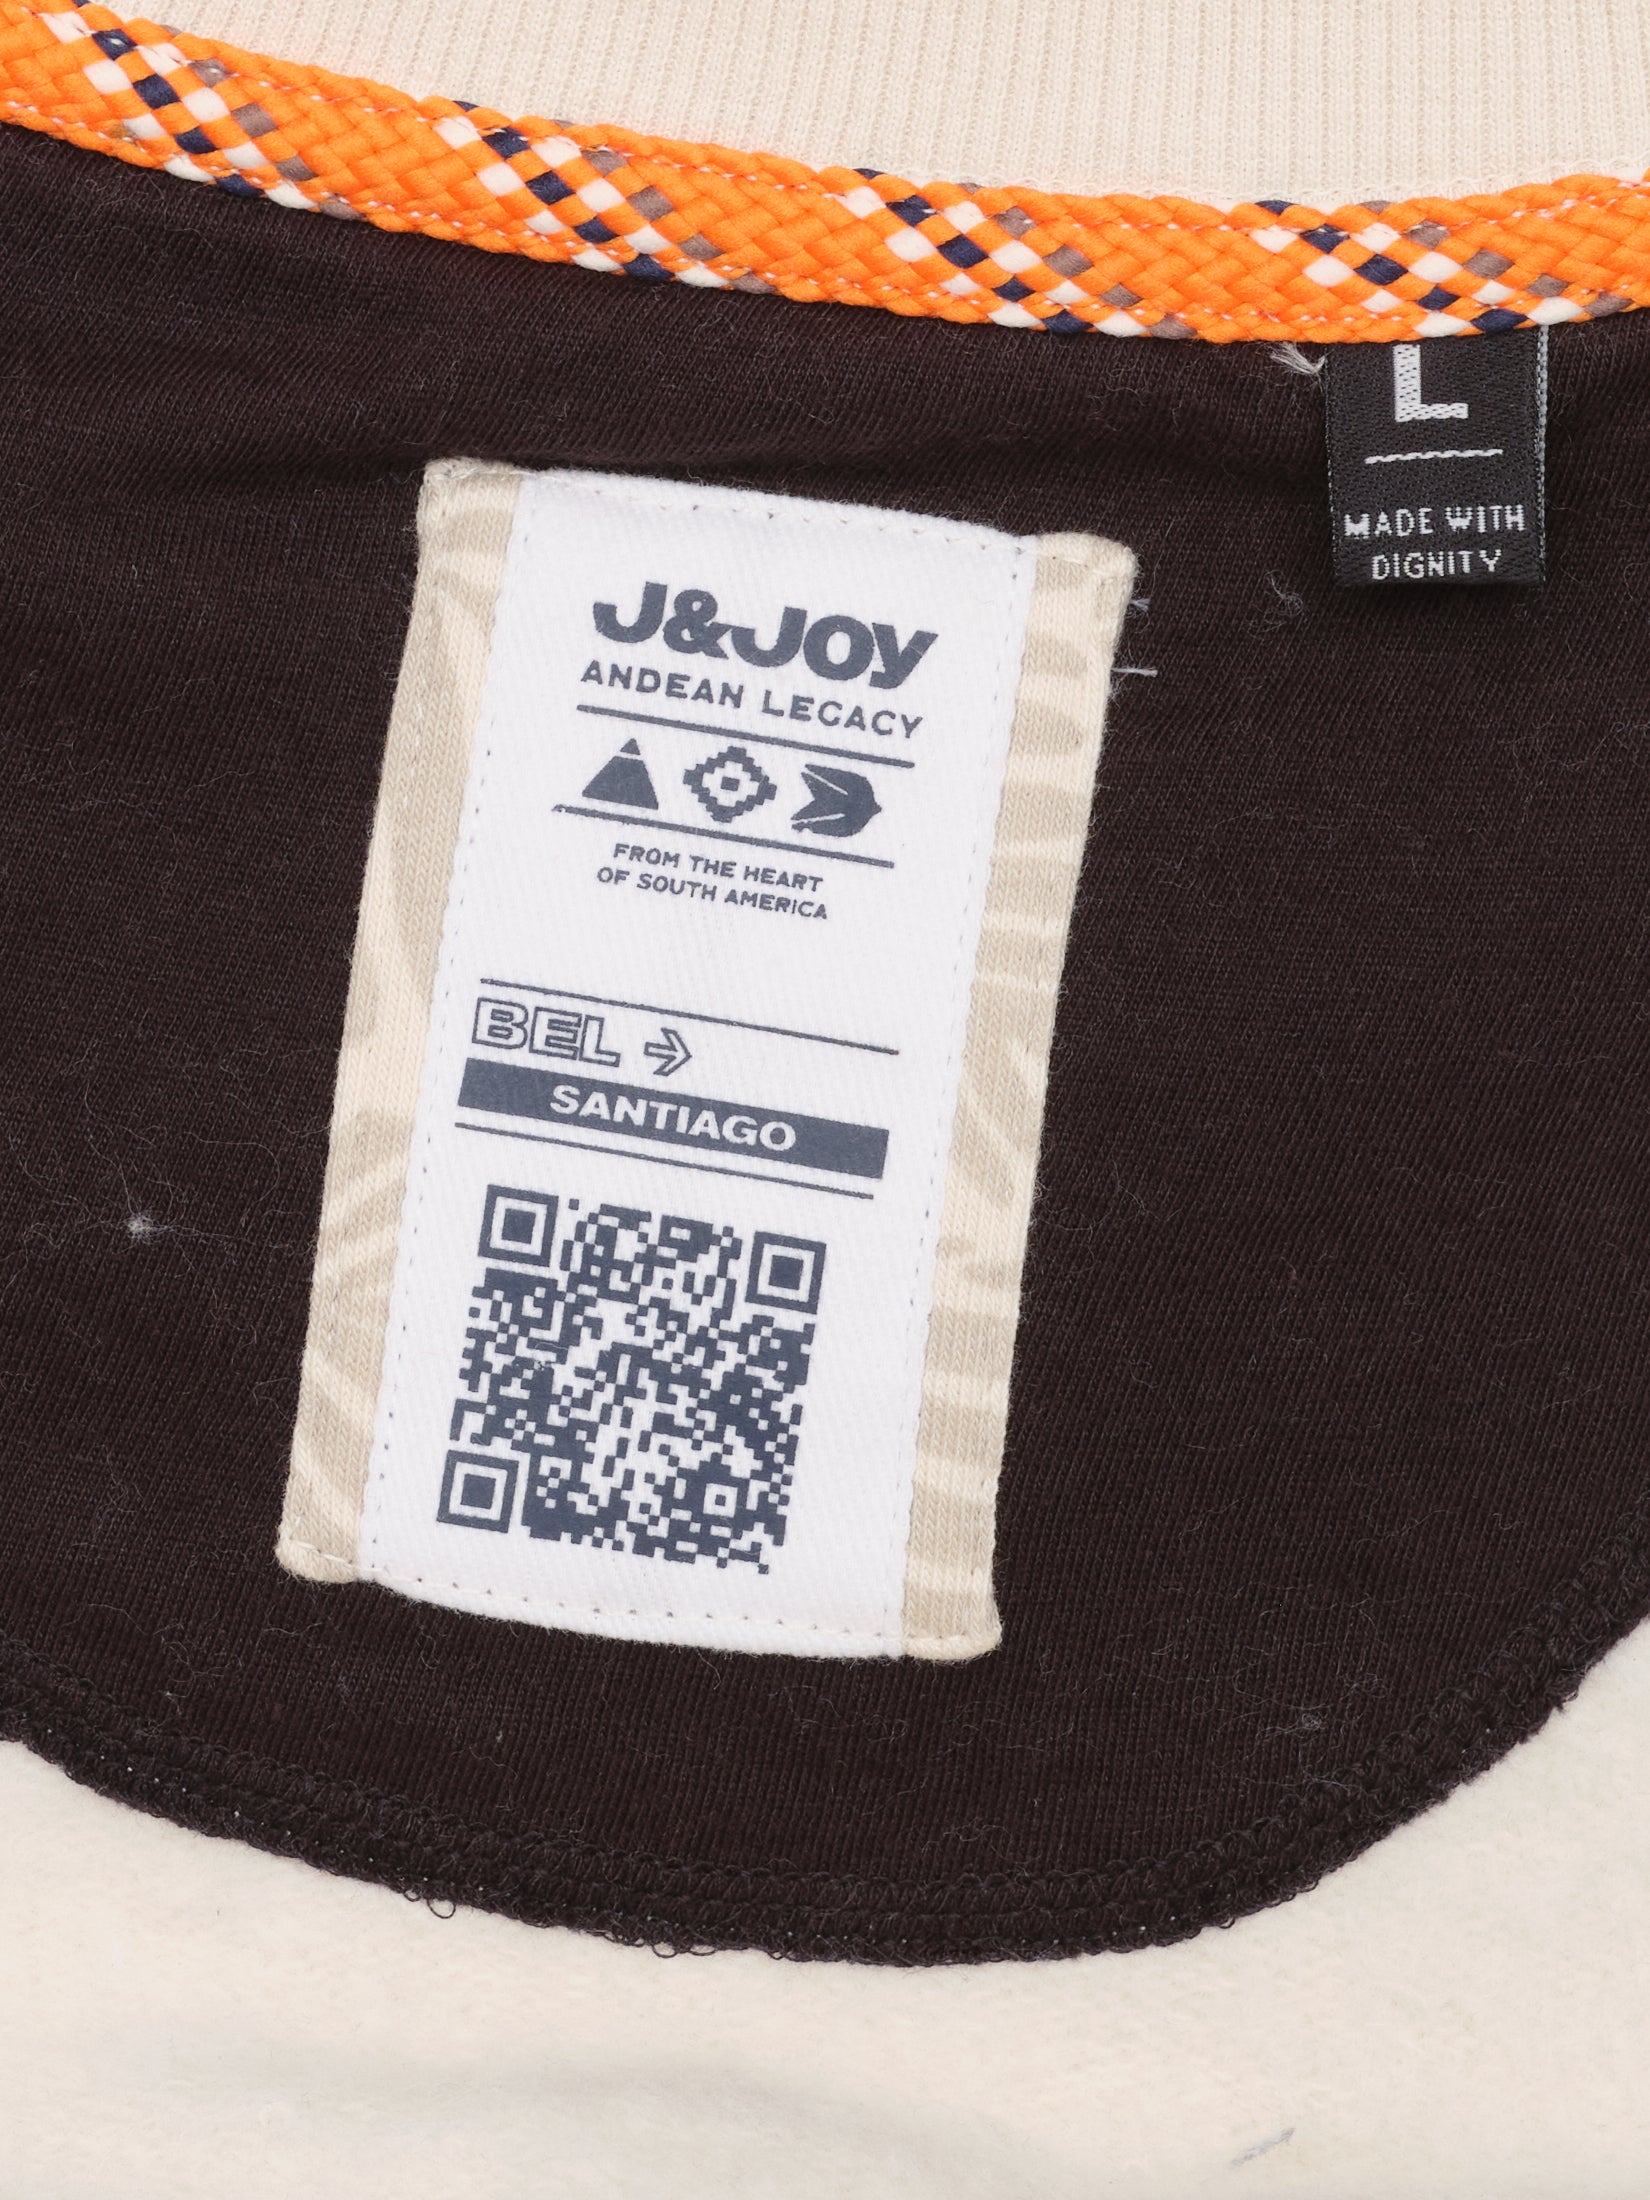 L
MADE WITH
DIGNITY
J&JOY
ANDEAN LEGACY
FROM THE HEART
OF SOUTH AMERICA
BEL →
SANTIAGO